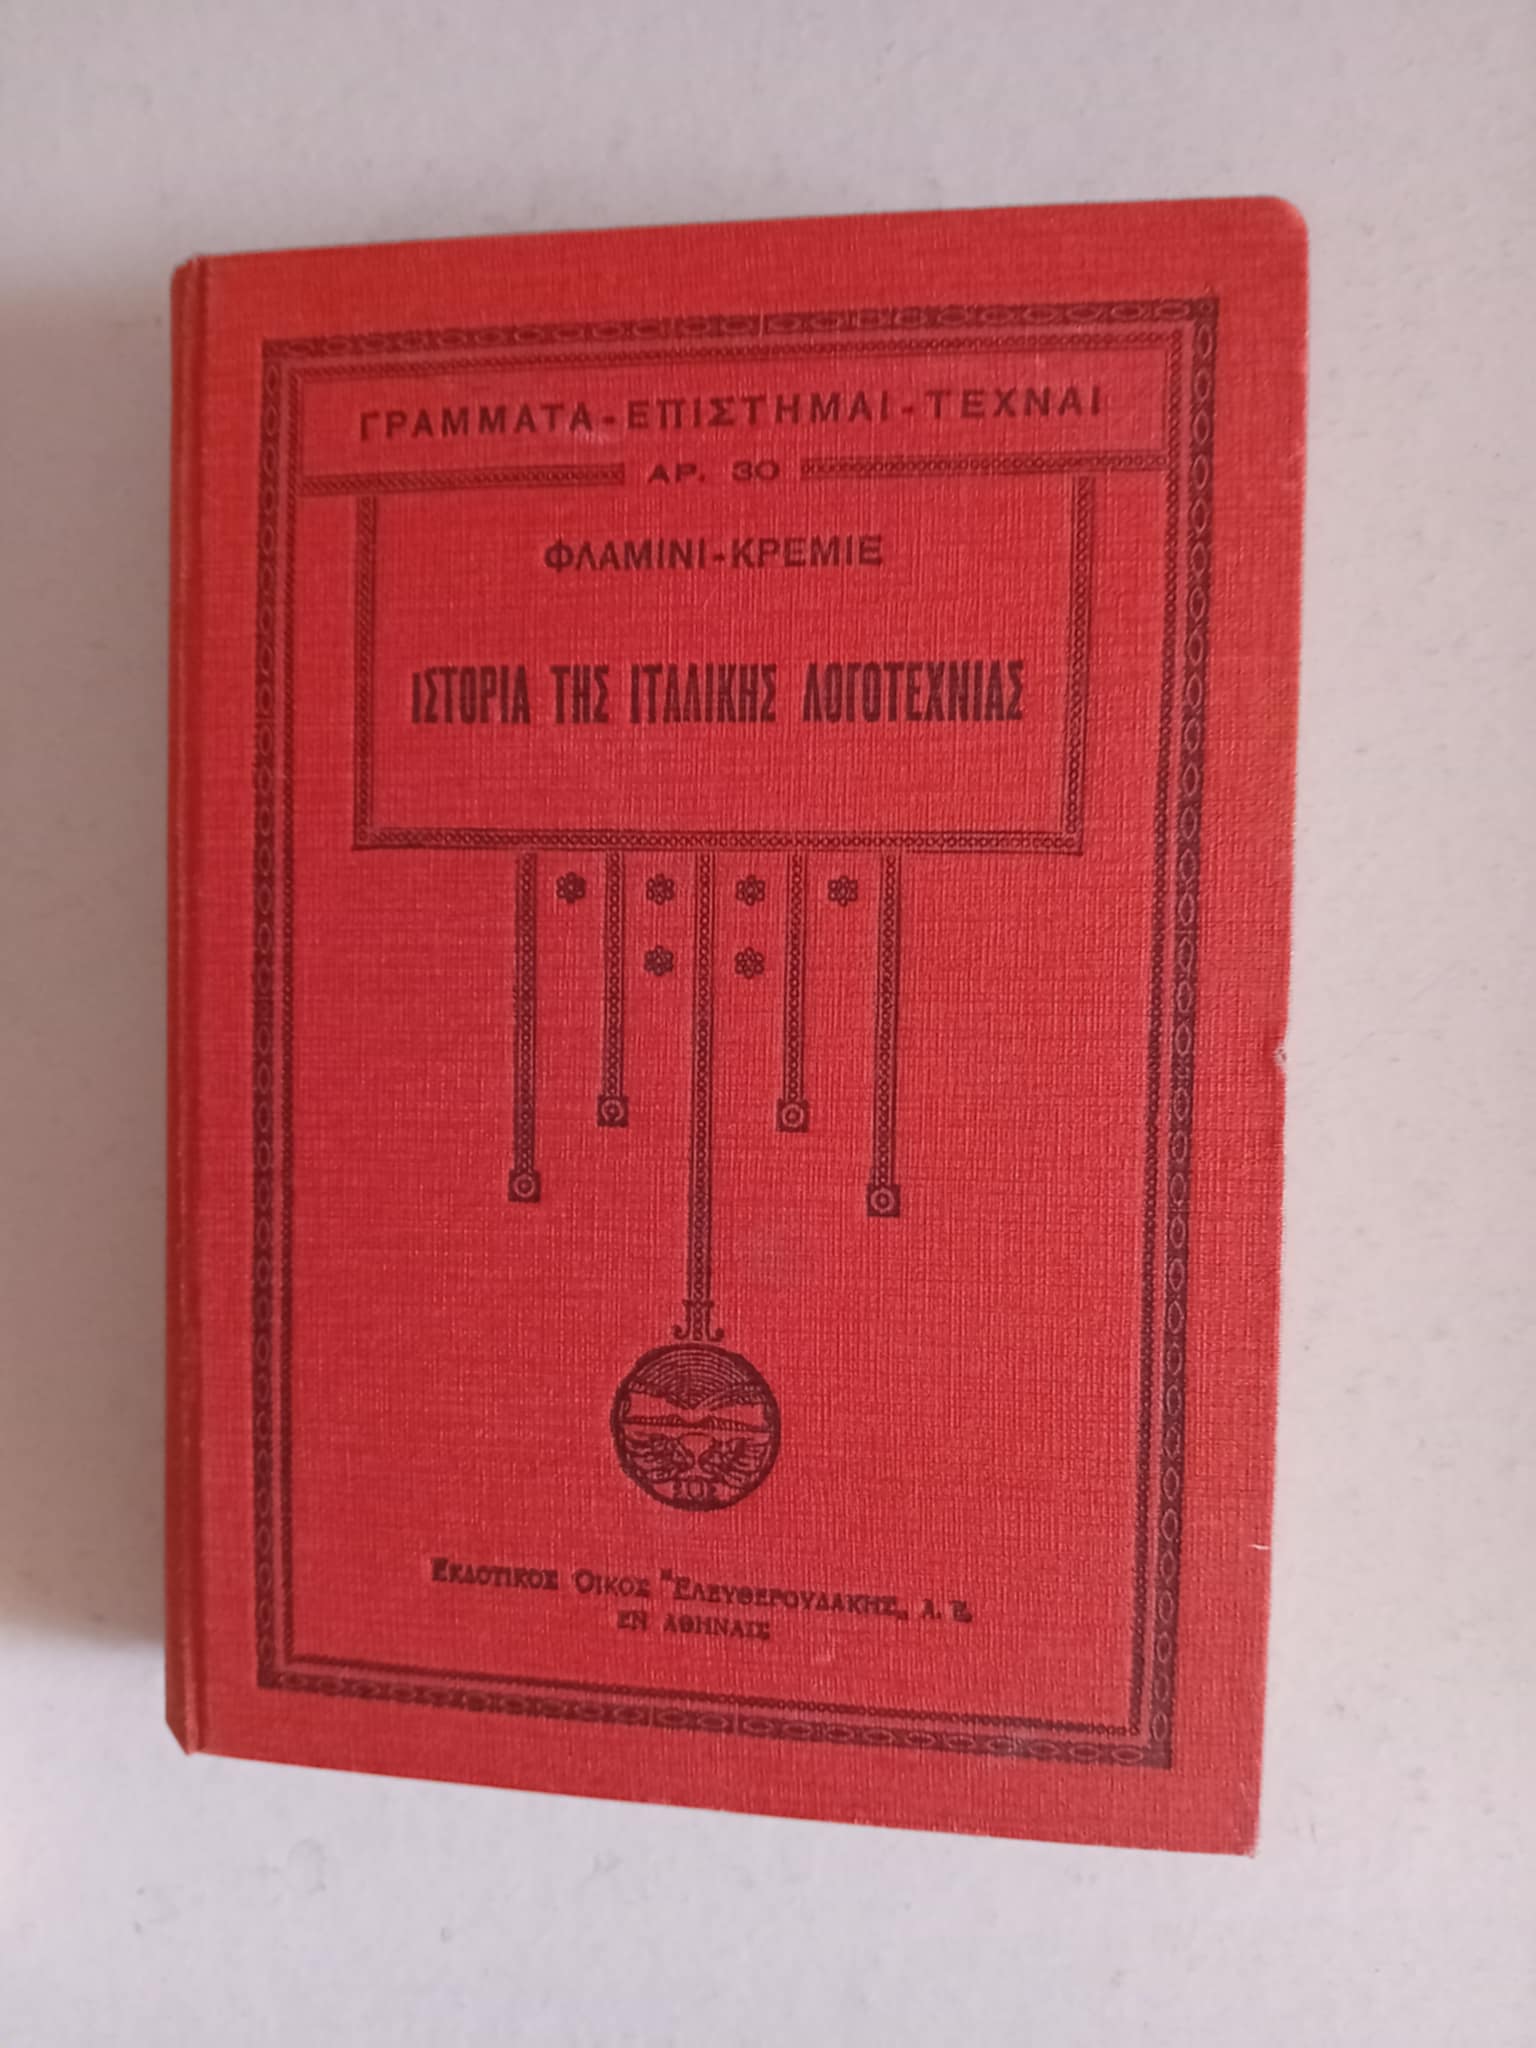 ΓΡΑΜΜΑΤΑ-ΕΠΙΣΤΗΜΑΙ-ΤΕΧΝΑΙ
ΑΡ. 30
ΦΛΑΜΙΝΙ-ΚΡΕΜΙΕ
ΙΣΤΟΡΙΑ ΤΗΣ ΙΤΑΛΙΚΗΣ ΛΟΓΟΤΕΧΝΙΑΣ
ΕΚΔΟΤΙΚΟΣ ΟΙΚΟΣ "ΕΛΕΥΘΕΡΟΥΔΑΚΗΣ„ Α. Ε.
ΕΝ ΑΘΗΝΑΙΣ